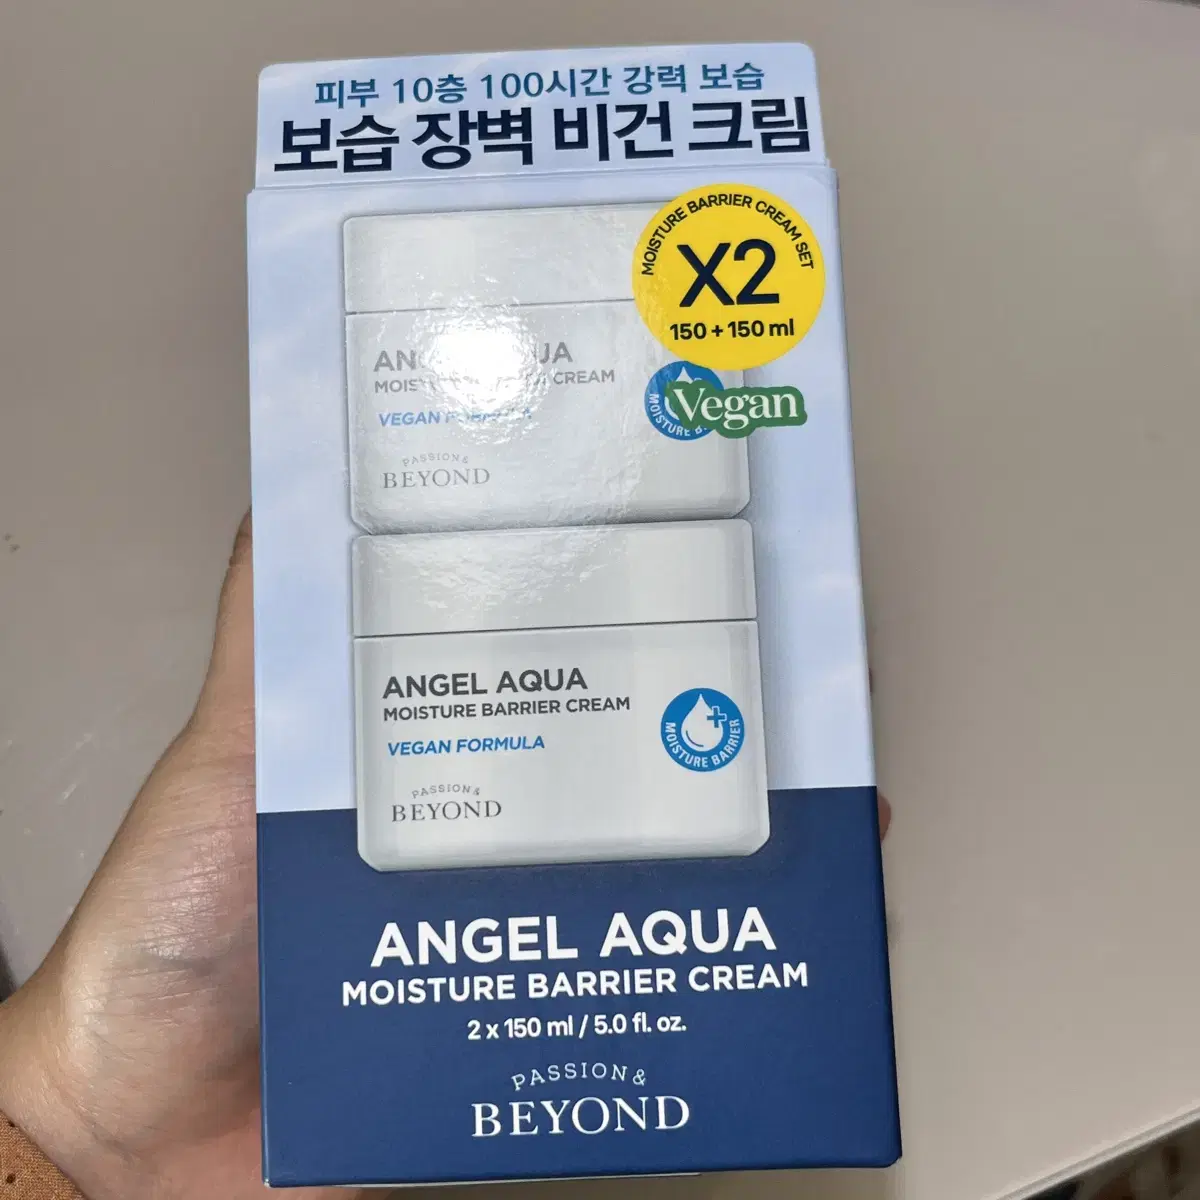 피부 10층 100시간 강력 보습
보습 장벽 비건 크림
MOISTURE BARRIER CREAM SET
X2
150 + 150 ml
Vegan
MOISTURE
CREAM
VEGAN
PASSION &
BEYOND
ANGEL AQUA
MOISTURE BARRIER CREAM
VEGAN FORMULA
MOISTURE BARRIER
PASSION &
BEYOND
ANGEL AQUA
MOISTURE BARRIER CREAM
2 x 150 ml / 5.0 fl. oz.
PASSION &
BEYOND